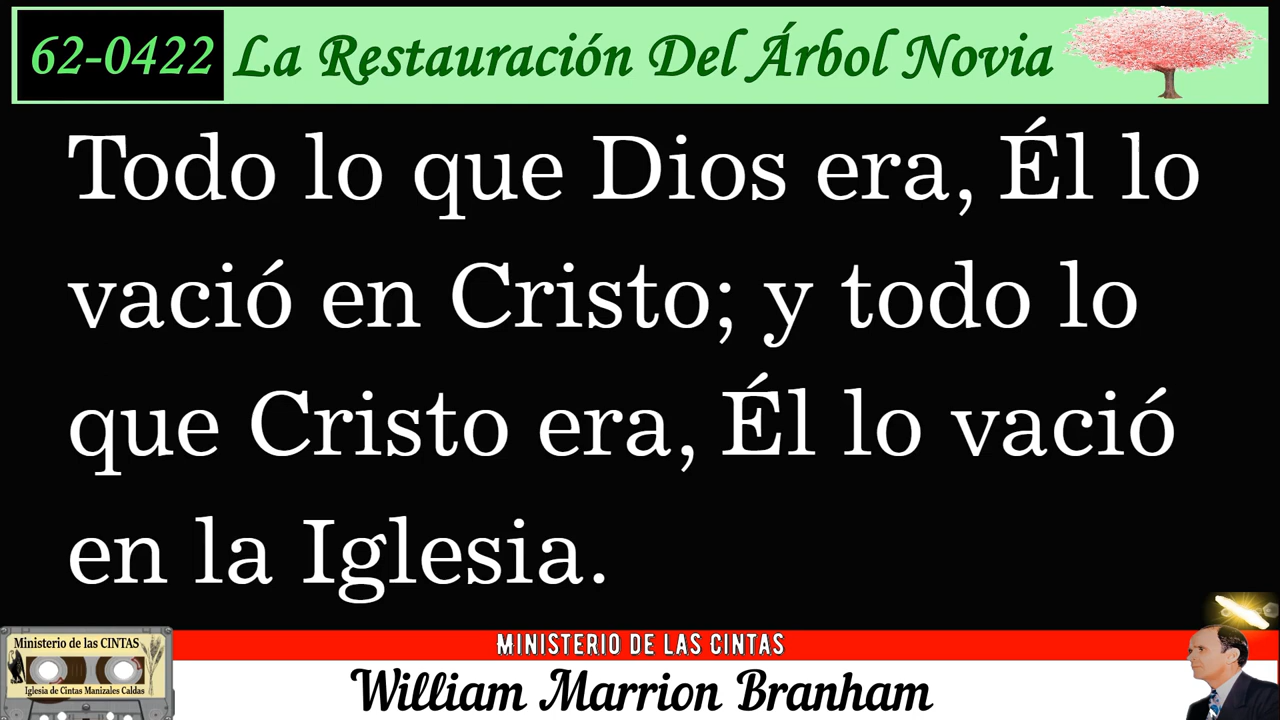 62-0422 La Restauración Del Árbol Novia
Todo lo que Dios era, Él lo
vació en Cristo; y todo lo
que Cristo era, Él lo vació
en la Iglesia.
MINISTERIO DE LAS CINTAS
Ministerio de las CINTAS
Iglesia de Cintas Manizales Caldas
William Marrion Branham